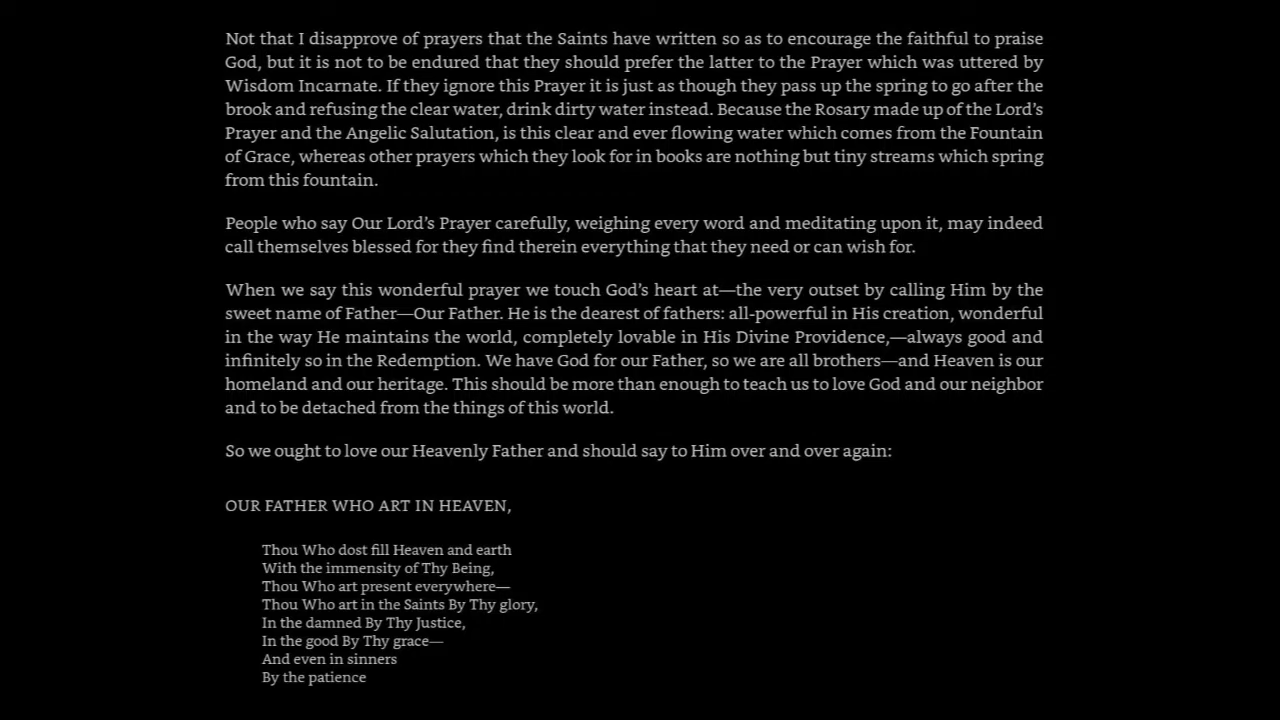 Not that I disapprove of prayers that the Saints have written so as to encourage the faithful to praise
God, but it is not to be endured that they should prefer the latter to the Prayer which was uttered by
Wisdom Incarnate. If they ignore this Prayer it is just as though they pass up the spring to go after the
brook and refusing the clear water, drink dirty water instead. Because the Rosary made up of the Lord’s
Prayer and the Angelic Salutation, is this clear and ever flowing water which comes from the Fountain
of Grace, whereas other prayers which they look for in books are nothing but tiny streams which spring
from this fountain.
People who say Our Lord’s Prayer carefully, weighing every word and meditating upon it, may indeed
call themselves blessed for they find therein everything that they need or can wish for.
When we say this wonderful prayer we touch God’s heart at—the very outset by calling Him by the
sweet name of Father—Our Father. He is the dearest of fathers: all-powerful in His creation, wonderful
in the way He maintains the world, completely lovable in His Divine Providence,—always good and
infinitely so in the Redemption. We have God for our Father, so we are all brothers—and Heaven is our
homeland and our heritage. This should be more than enough to teach us to love God and our neighbor
and to be detached from the things of this world.
So we ought to love our Heavenly Father and should say to Him over and over again:
OUR FATHER WHO ART IN HEAVEN,
Thou Who dost fill Heaven and earth
With the immensity of Thy Being,
Thou Who art present everywhere—
Thou Who art in the Saints By Thy glory,
In the damned By Thy Justice,
In the good By Thy grace—
And even in sinners
By the patience